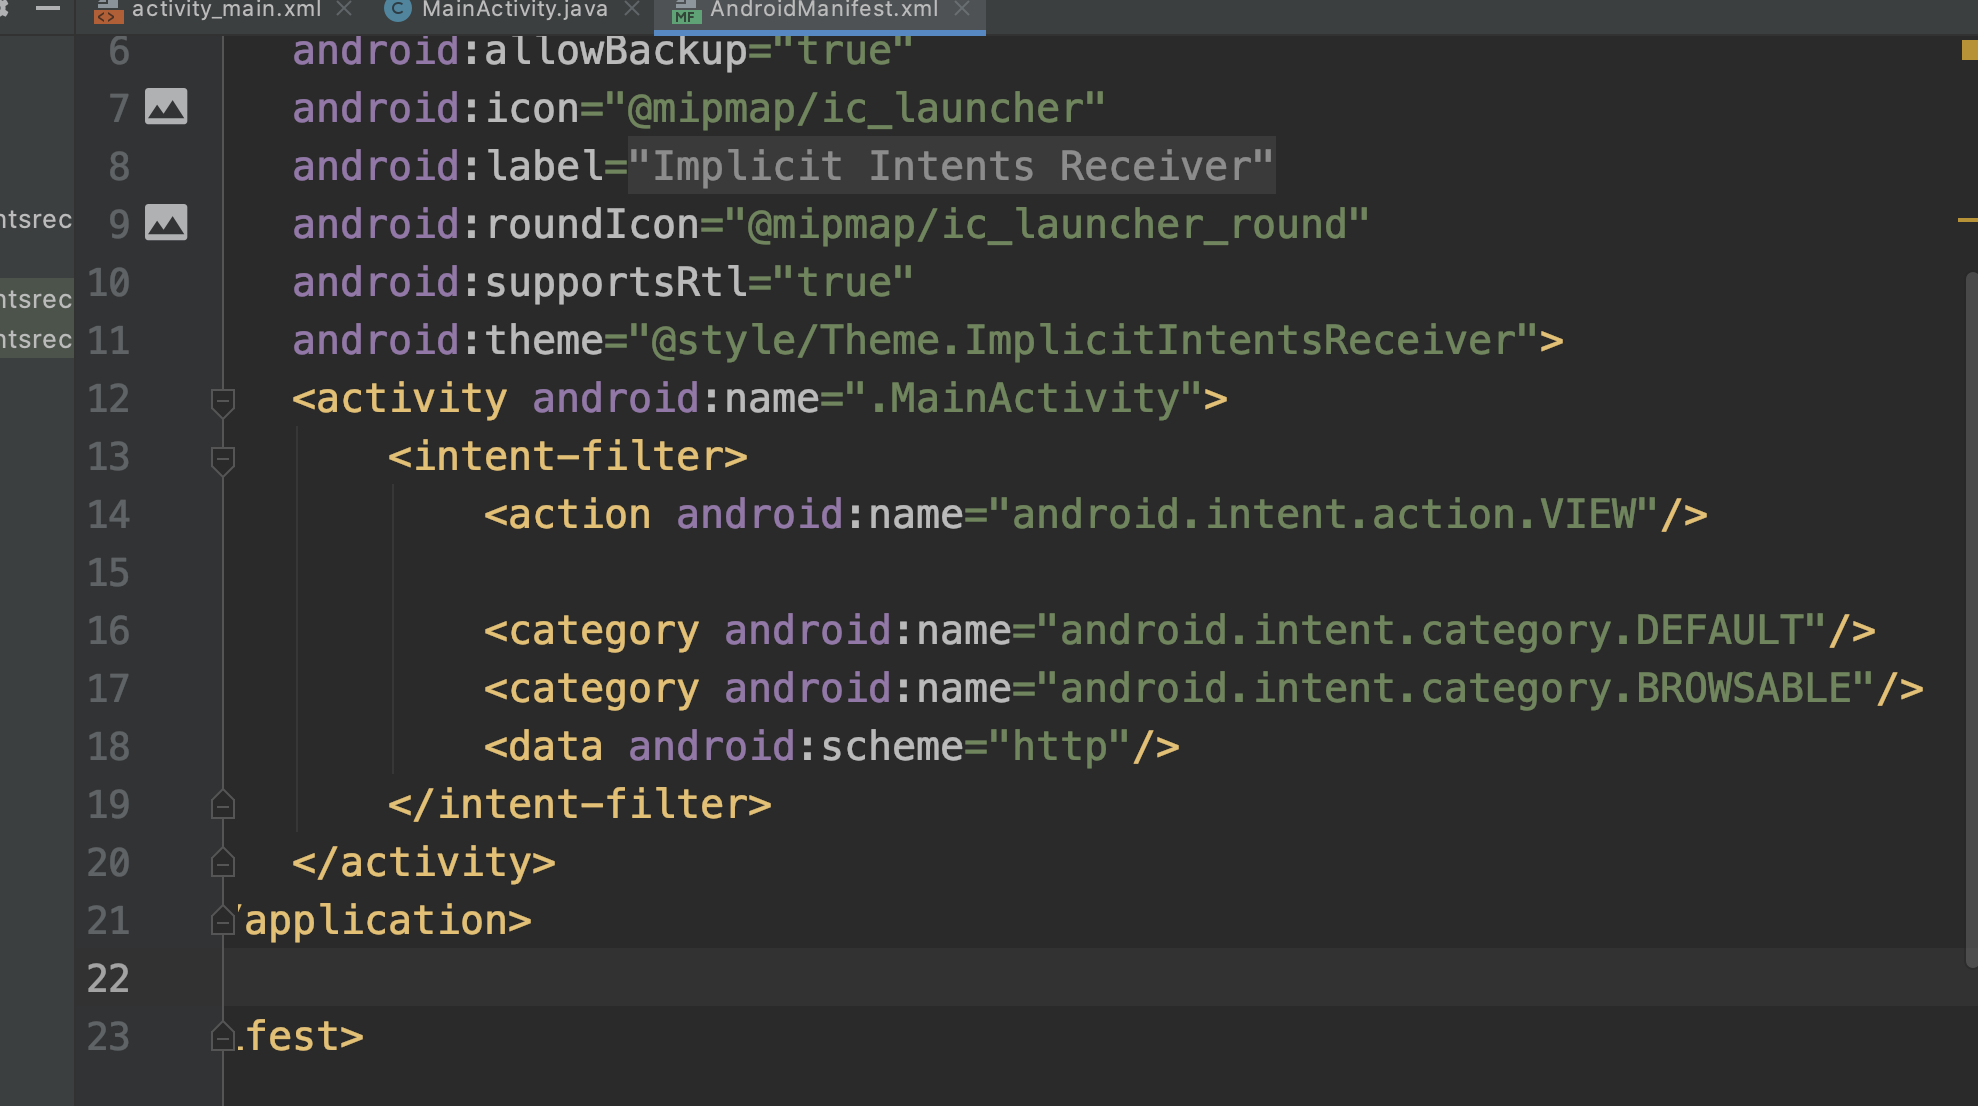 activity_main.xml MainActivity.java AndroidManifest.xml
6 android:allowBackup="true"
7 android:icon="@mipmap/ic_launcher"
8 android:label="Implicit Intents Receiver"
ntsrec 9 android:roundIcon="@mipmap/ic_launcher_round"
ntsrec 10 android:supportsRtl="true"
ntsrec 11 android:theme="@style/Theme.ImplicitIntentsReceiver">
12 <activity android:name=".MainActivity">
13 <intent-filter>
14 <action android:name="android.intent.action.VIEW"/>
15
16 <category android:name="android.intent.category.DEFAULT"/>
17 <category android:name="android.intent.category.BROWSABLE"/>
18 <data android:scheme="http"/>
19 </intent-filter>
20 </activity>
21 /application>
22
23 ifest>